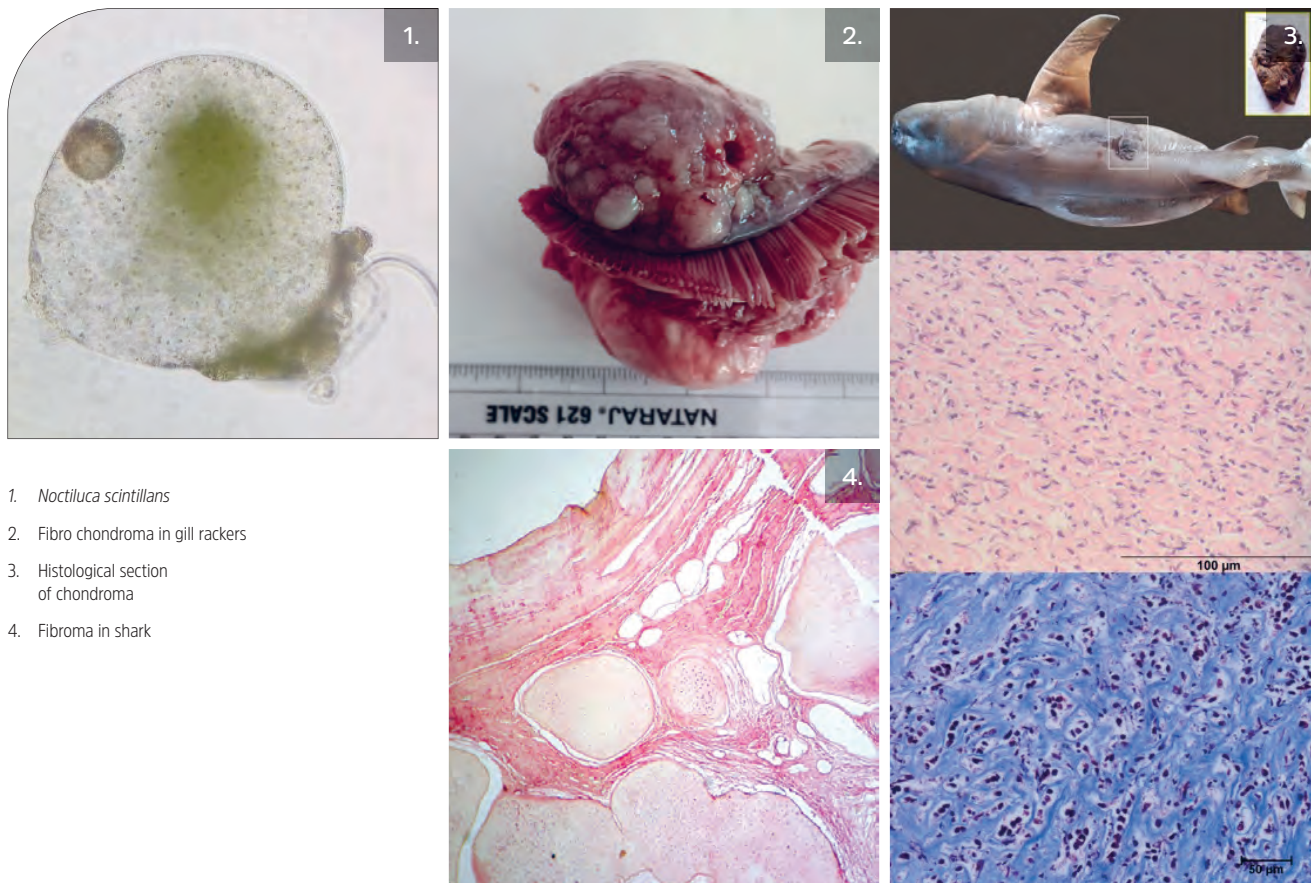 1.
2.
3.
NATARAJ. 621 SCALE
4.
1. Noctiluca scintillans
2. Fibro chondroma in gill rackers
3. Histological section
of chondroma
4. Fibroma in shark
100 µm
50 µm